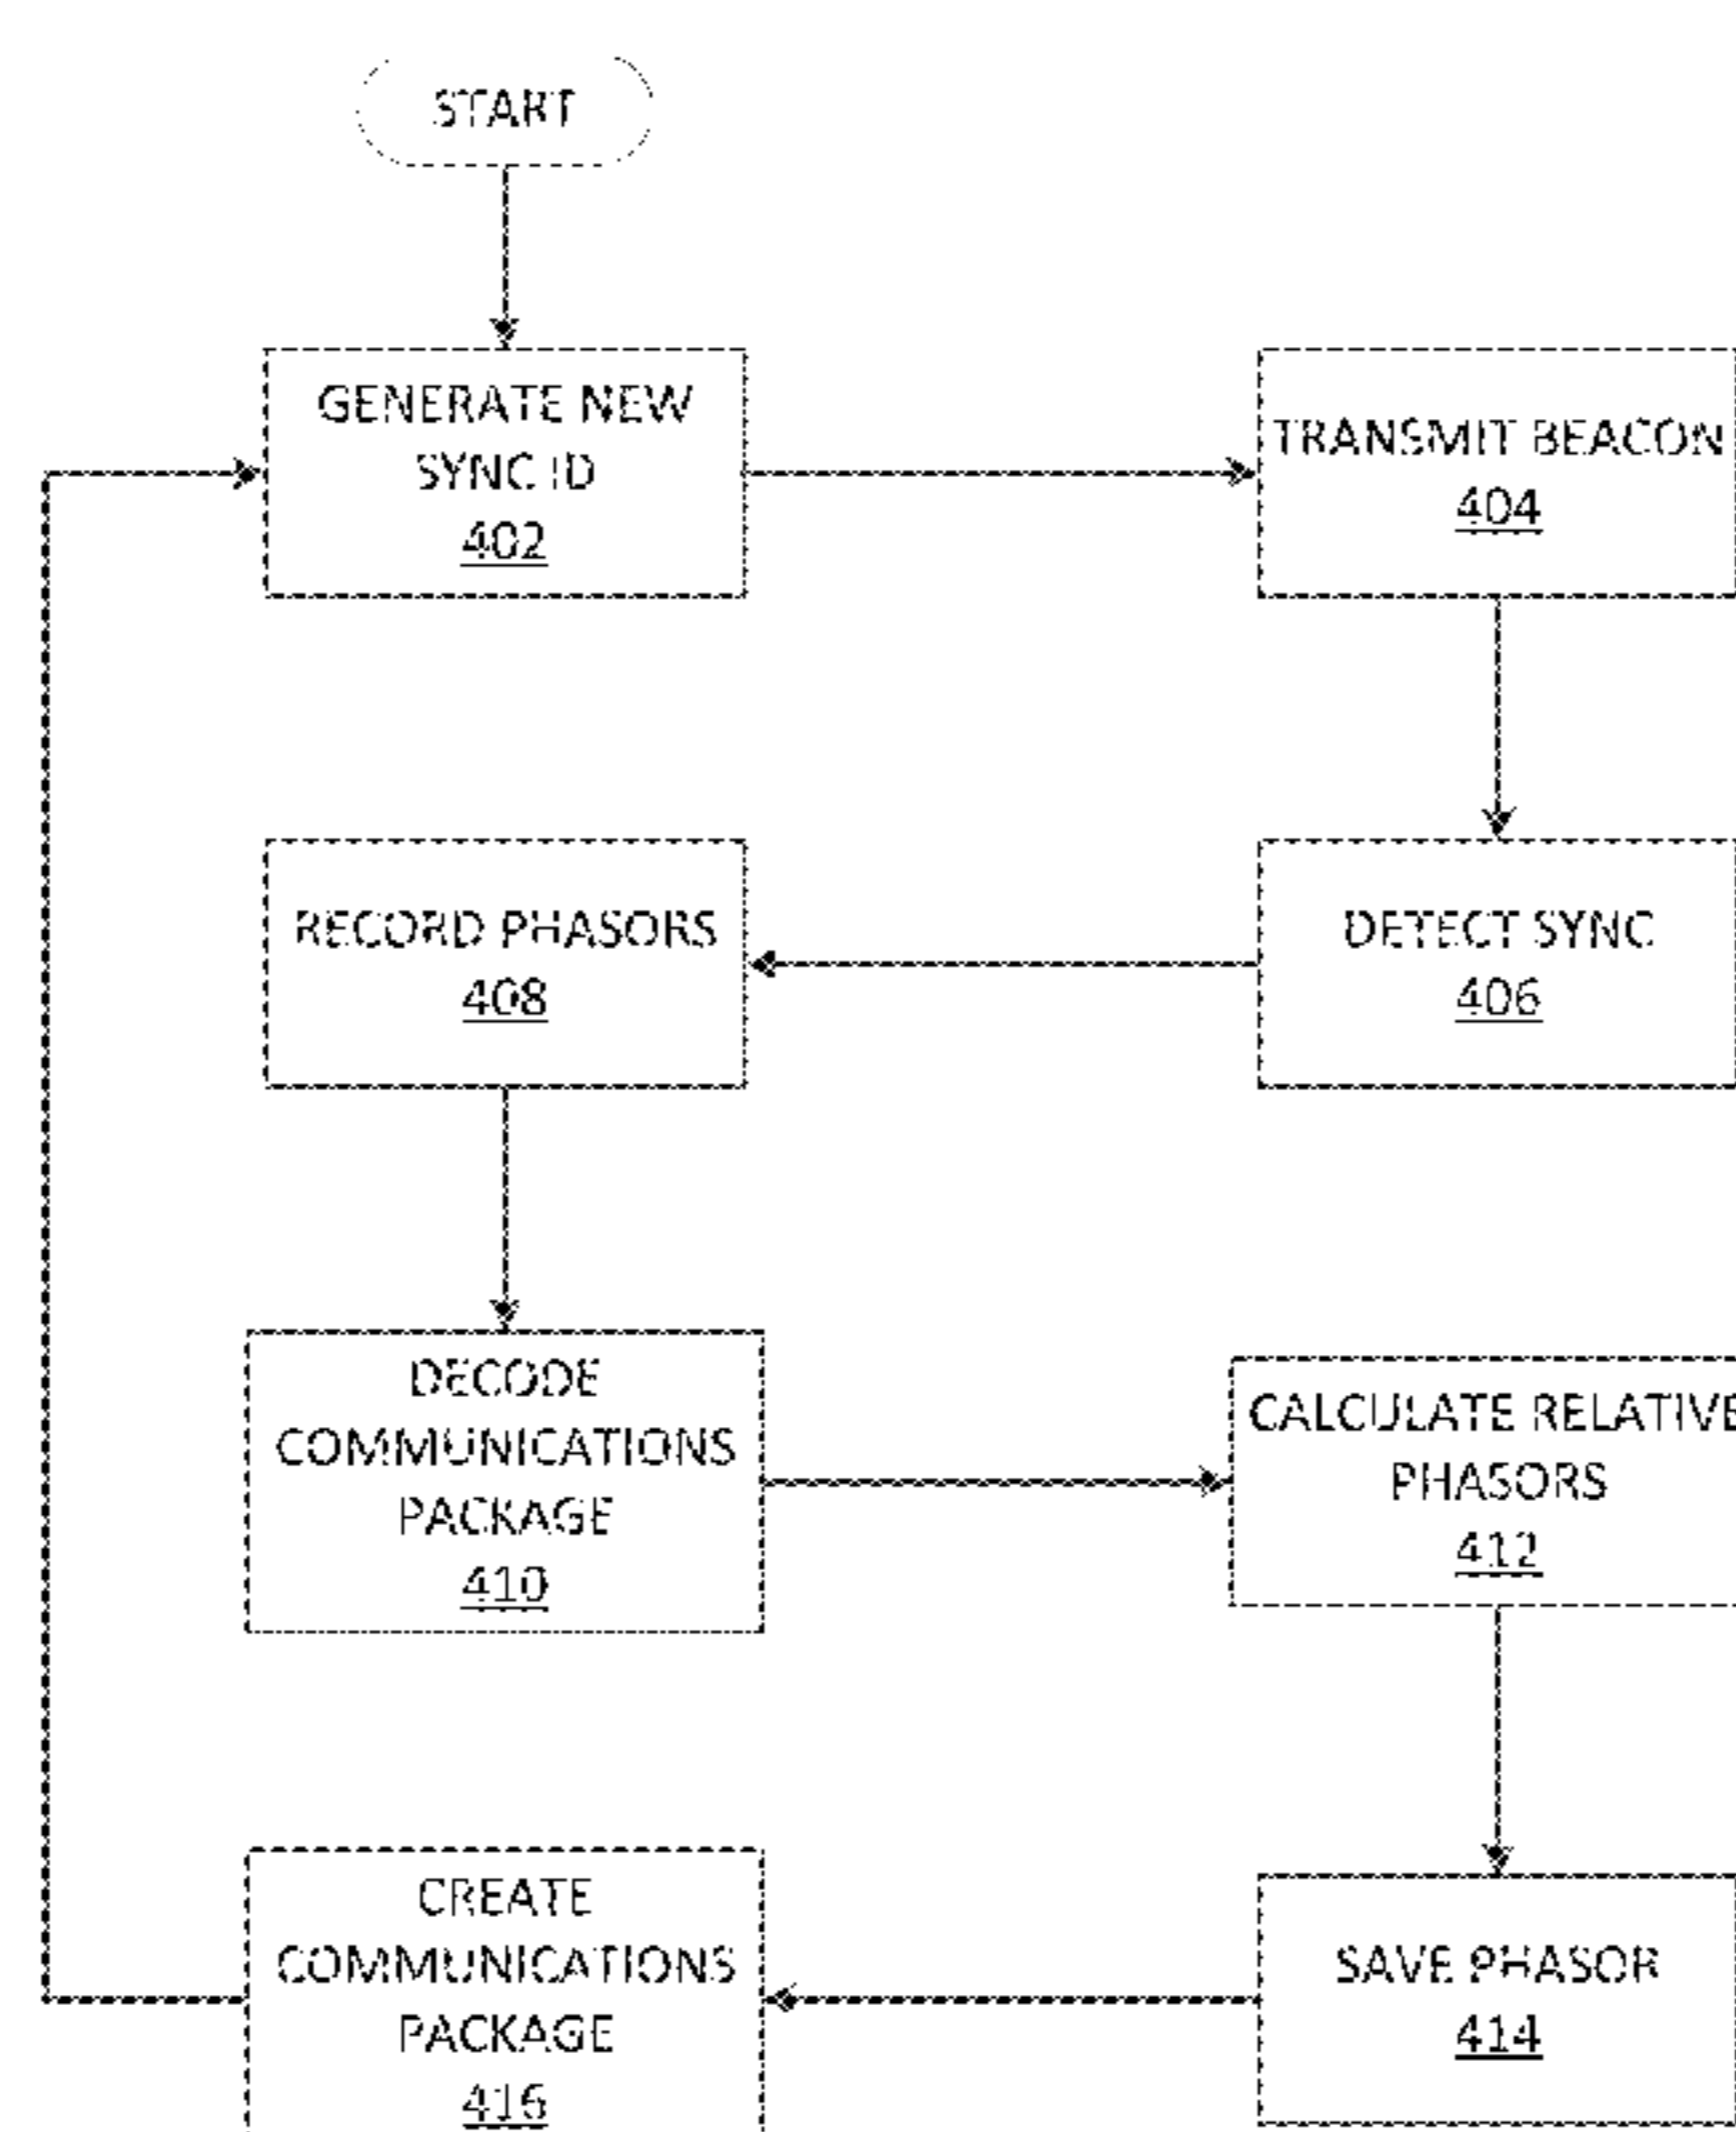 START
GENERATE NEW
SYNC ID
402
TRANSMIT BEACON
404
DETECT SYNC
406
RECORD PHASORS
408
DECODE
COMMUNICATIONS
PACKAGE
410
CALCULATE RELATIVE
PHASORS
412
SAVE PHASOR
414
CREATE
COMMUNICATIONS
PACKAGE
416